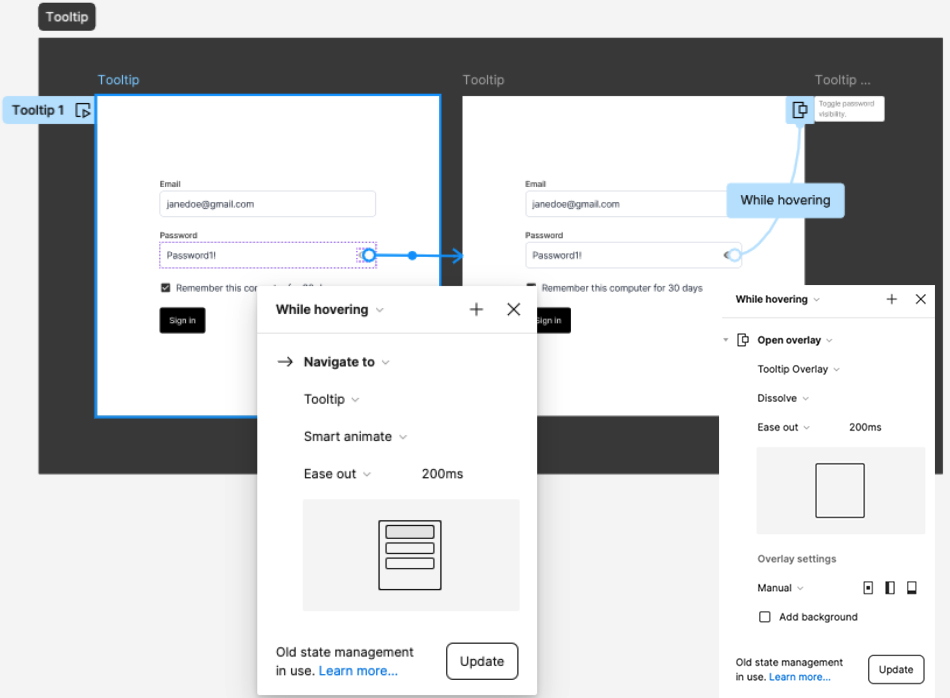 Tooltip
Tooltip
Tooltip
Tooltip ...
Tooltip 1
Toggle password
visibility.
Email
janedoe@gmail.com
Password
Password1!
Remember this
Sign in
Email
janedoe@gmail.com
While hovering
Password
Password1!
Remember this computer for 30 days
Sign in
While hovering
Navigate to
Tooltip
Smart animate
Ease out
200ms
Old state management
in use. Learn more...
Update
While hovering
Open overlay
Tooltip Overlay
Dissolve
Ease out
200ms
Overlay settings
Manual
Add background
Old state management
in use. Learn more...
Update